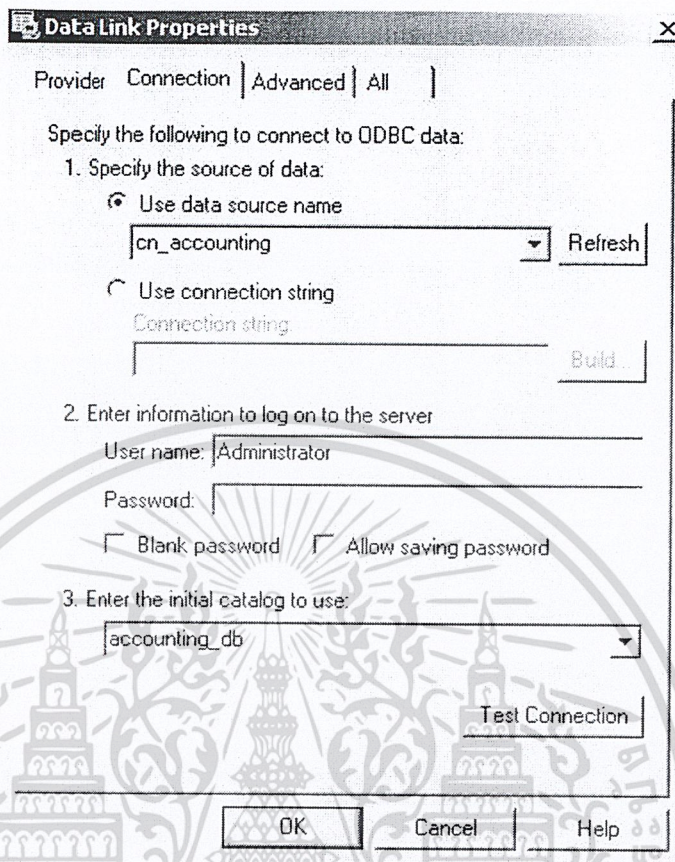 Data Link Properties
Provider Connection Advanced All
Specify the following to connect to ODBC data:
1. Specify the source of data:
Use data source name
cn_accounting Refresh
Use connection string
Connection string:
Build...
2. Enter information to log on to the server
User name: Administrator
Password:
Blank password Allow saving password
3. Enter the initial catalog to use:
accounting_db
Test Connection
OK Cancel Help